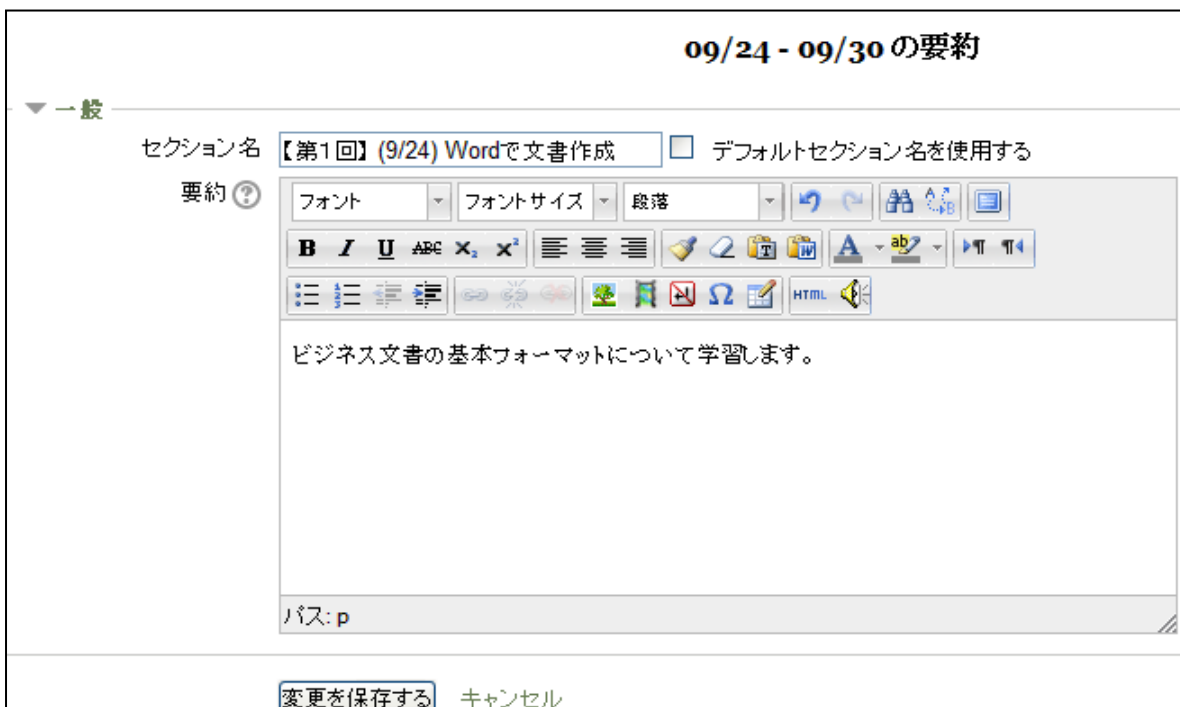 09/24 - 09/30 の要約
一般
セクション名 【第1回】 (9/24) Wordで文書作成 デフォルトセクション名を使用する
要約 フォント フォントサイズ 段落
B I U ABC X₂ X² A ab
HTML
ビジネス文書の基本フォーマットについて学習します。
パス: p
変更を保存する キャンセル